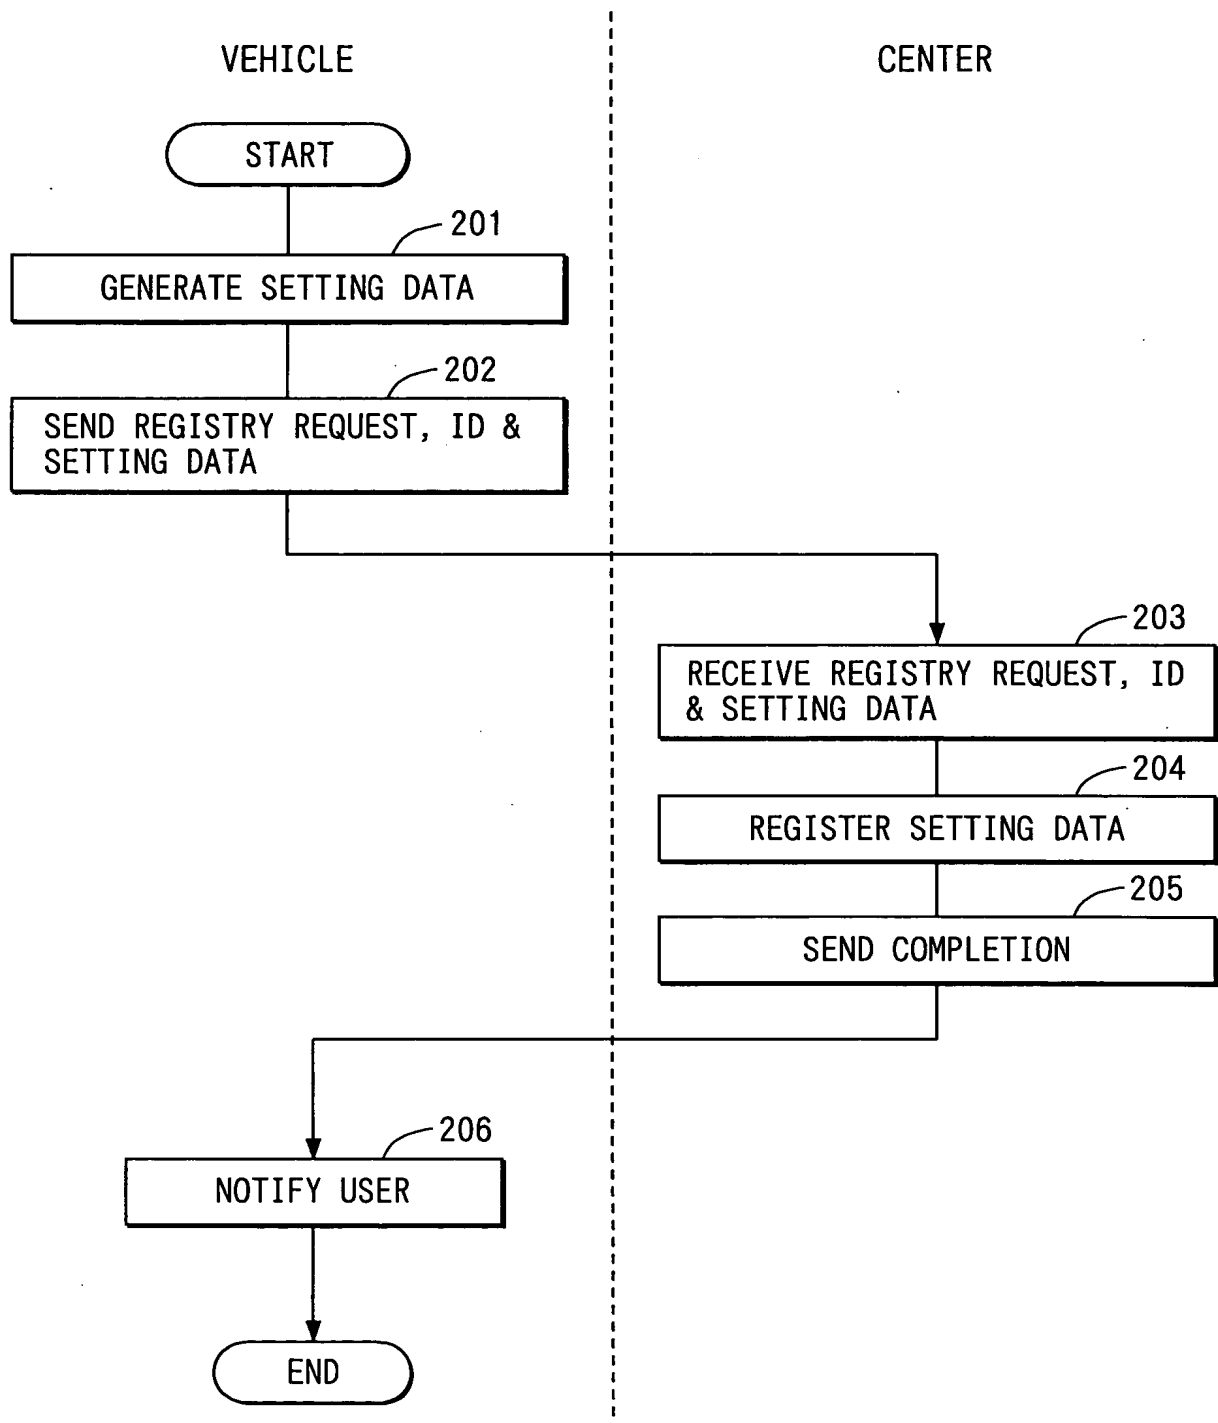 VEHICLE
CENTER
START
201
GENERATE SETTING DATA
202
SEND REGISTRY REQUEST, ID &
SETTING DATA
203
RECEIVE REGISTRY REQUEST, ID
& SETTING DATA
204
REGISTER SETTING DATA
205
SEND COMPLETION
206
NOTIFY USER
END